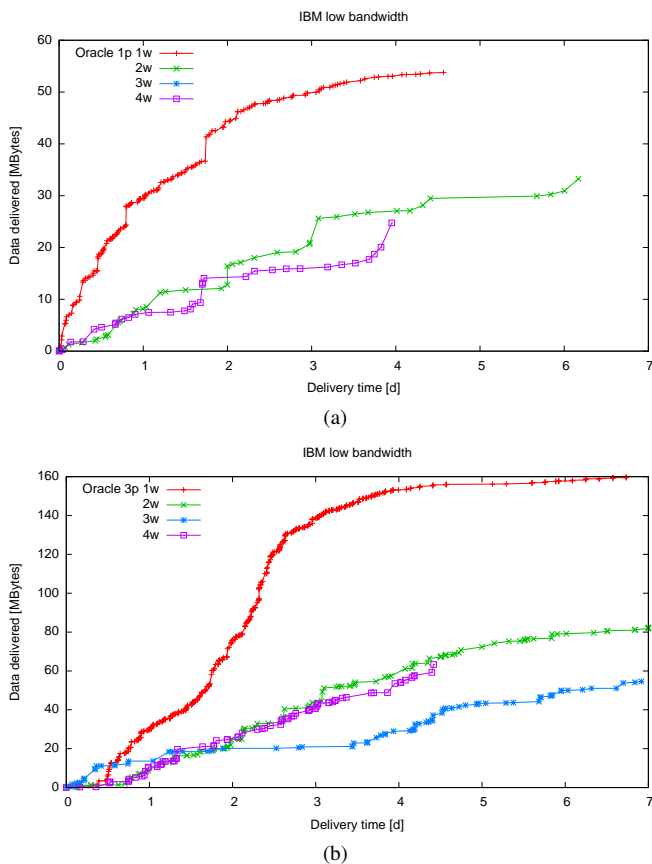 IBM low bandwidth
60
50
40
30
20
10
0
Data delivered [MBytes]
Oracle 1p 1w
2w
3w
4w
0 1 2 3 4 5 6 7
Delivery time [d]
(a)
IBM low bandwidth
160
140
120
100
80
60
40
20
0
Data delivered [MBytes]
Oracle 3p 1w
2w
3w
4w
0 1 2 3 4 5 6 7
Delivery time [d]
(b)